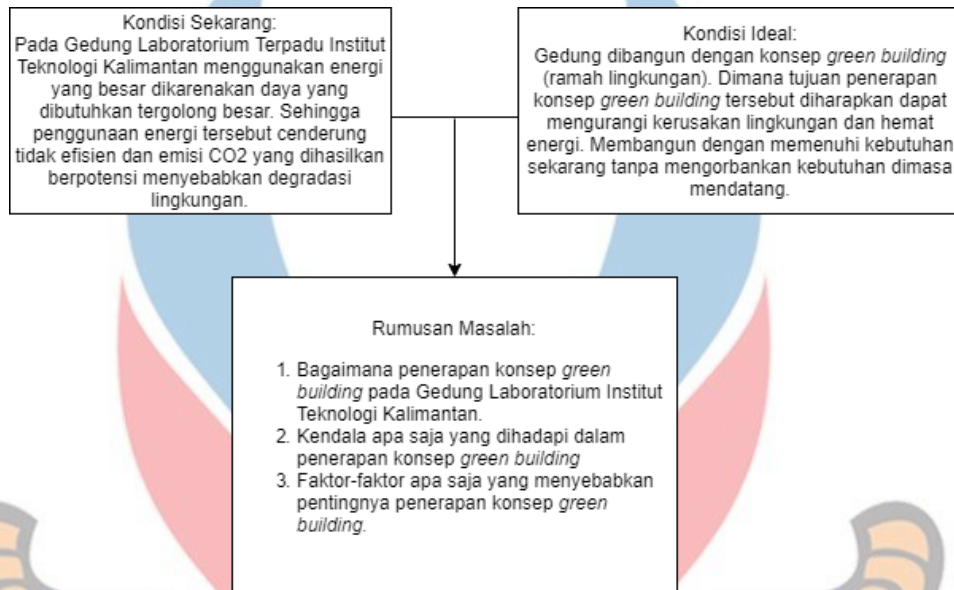 Kondisi Sekarang:
Pada Gedung Laboratorium Terpadu Institut
Teknologi Kalimantan menggunakan energi
yang besar dikarenakan daya yang
dibutuhkan tergolong besar. Sehingga
penggunaan energi tersebut cenderung
tidak efisien dan emisi CO2 yang dihasilkan
berpotensi menyebabkan degradasi
lingkungan.
Kondisi Ideal:
Gedung dibangun dengan konsep green building
(ramah lingkungan). Dimana tujuan penerapan
konsep green building tersebut diharapkan dapat
mengurangi kerusakan lingkungan dan hemat
energi. Membangun dengan memenuhi kebutuhan
sekarang tanpa mengorbankan kebutuhan dimasa
mendatang.
Rumusan Masalah:
1. Bagaimana penerapan konsep green
building pada Gedung Laboratorium Institut
Teknologi Kalimantan.
2. Kendala apa saja yang dihadapi dalam
penerapan konsep green building
3. Faktor-faktor apa saja yang menyebabkan
pentingnya penerapan konsep green
building.